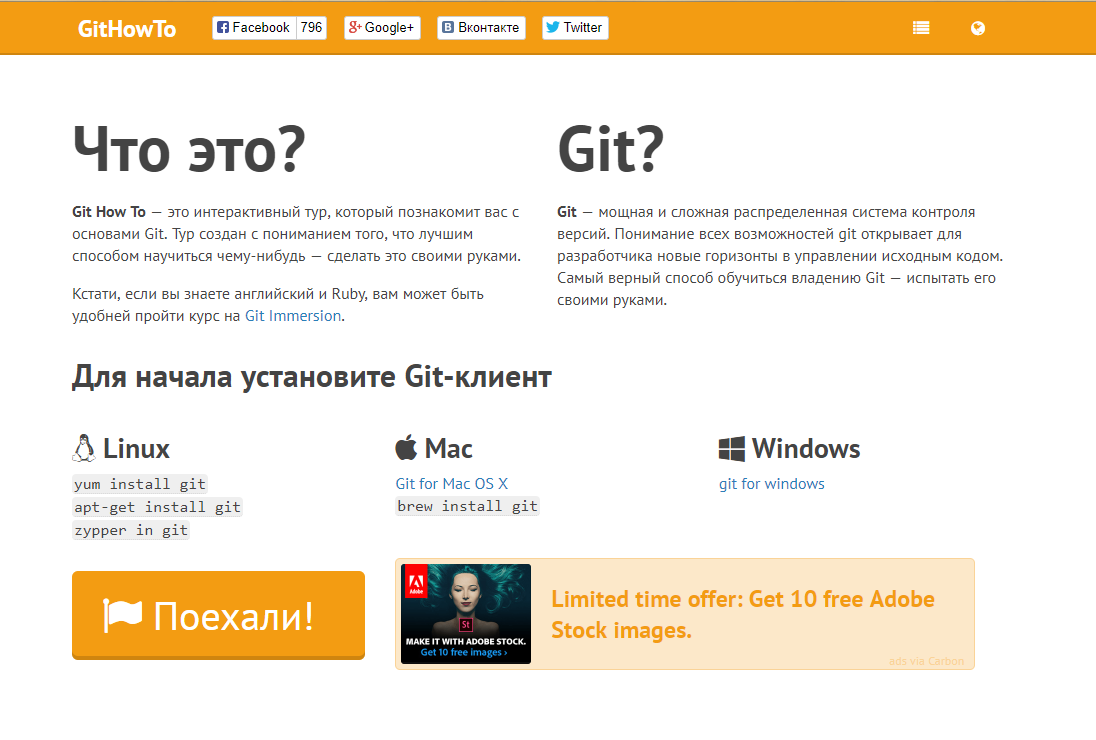 GitHowTo
Facebook 796
Google+
Вконтакте
Twitter
Что это?
Git How To — это интерактивный тур, который познакомит вас с
основами Git. Тур создан с пониманием того, что лучшим
способом научиться чему-нибудь — сделать это своими руками.
Кстати, если вы знаете английский и Ruby, вам может быть
удобней пройти курс на Git Immersion.
Git?
Git — мощная и сложная распределенная система контроля
версий. Понимание всех возможностей git открывает для
разработчика новые горизонты в управлении исходным кодом.
Самый верный способ обучиться владению Git — испытать его
своими руками.
Для начала установите Git-клиент
Linux
yum install git
apt-get install git
zypper in git
Mac
Git for Mac OS X
brew install git
Windows
git for windows
Поехали!
Adobe
St
MAKE IT WITH ADOBE STOCK.
Get 10 free images ›
Limited time offer: Get 10 free Adobe
Stock images.
ads via Carbon